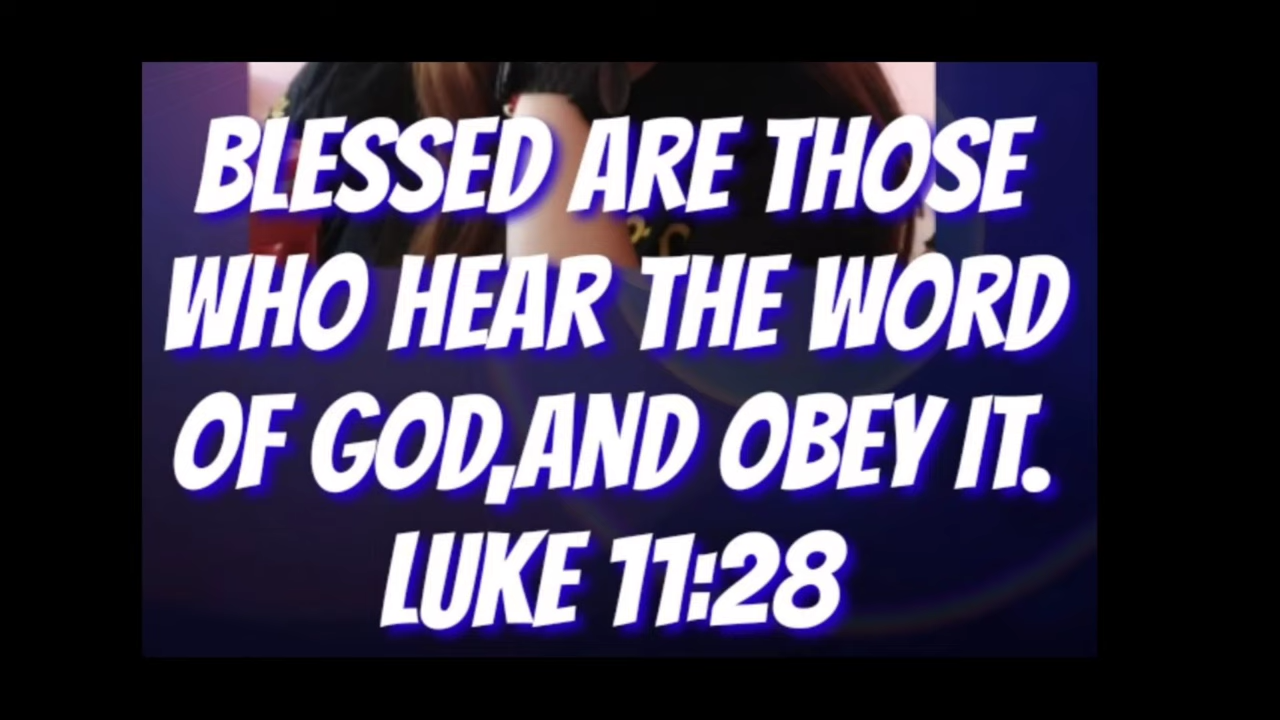 BLESSED ARE THOSE
WHO HEAR THE WORD
OF GOD,AND OBEY IT.
LUKE 11:28